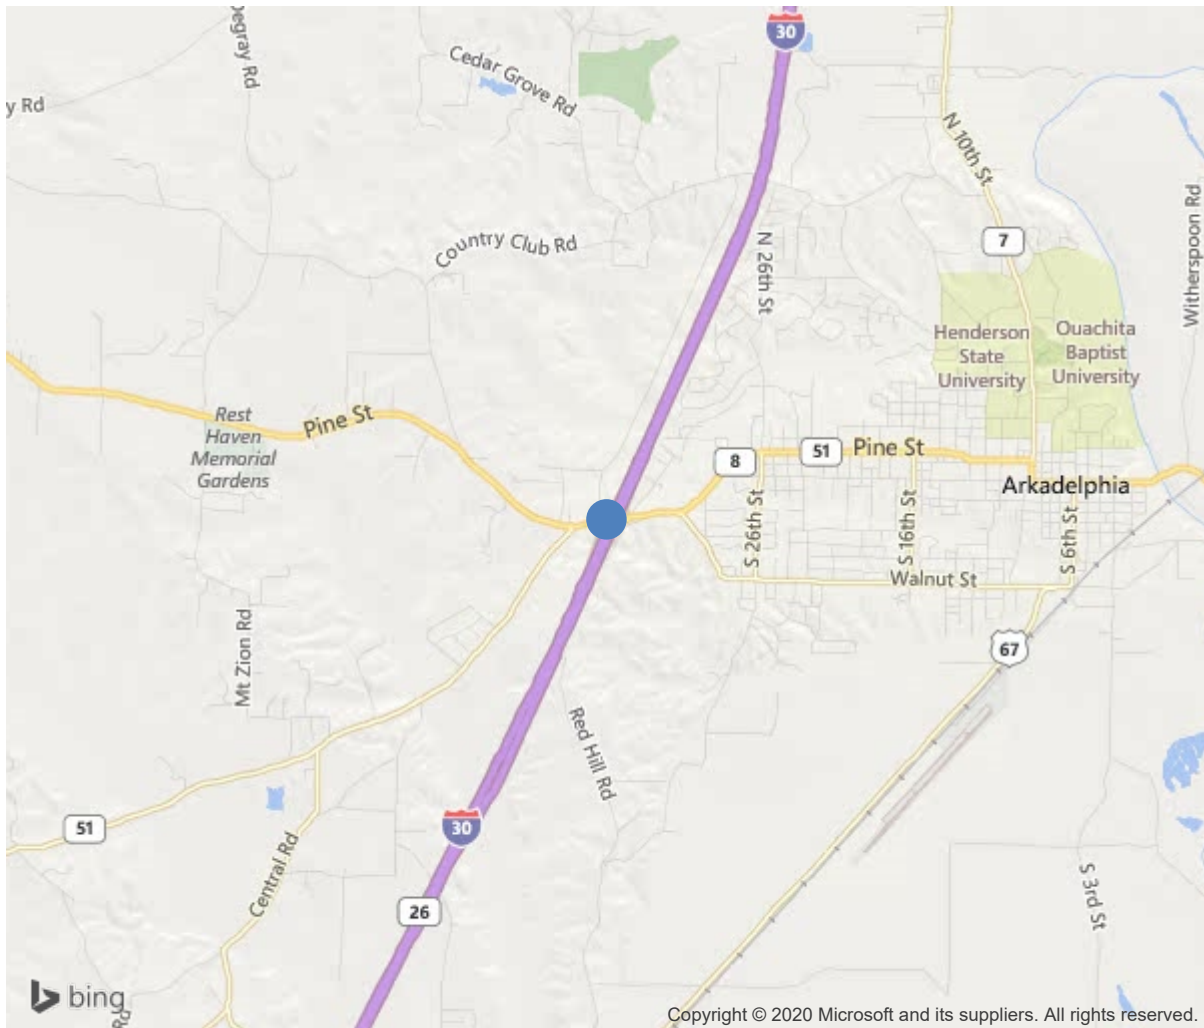 30
Degray Rd
Cedar Grove Rd
y Rd
N 10th St
Witherspoon Rd
Country Club Rd
N 26th St
7
Henderson
State
University
Ouachita
Baptist
University
Rest
Haven
Memorial
Gardens
Pine St
8
51
Pine St
Arkadelphia
S 26th St
S 16th St
S 6th St
Walnut St
Mt Zion Rd
67
Red Hill Rd
51
30
Central Rd
26
S 3rd St
bing
Rd
Copyright © 2020 Microsoft and its suppliers. All rights reserved.